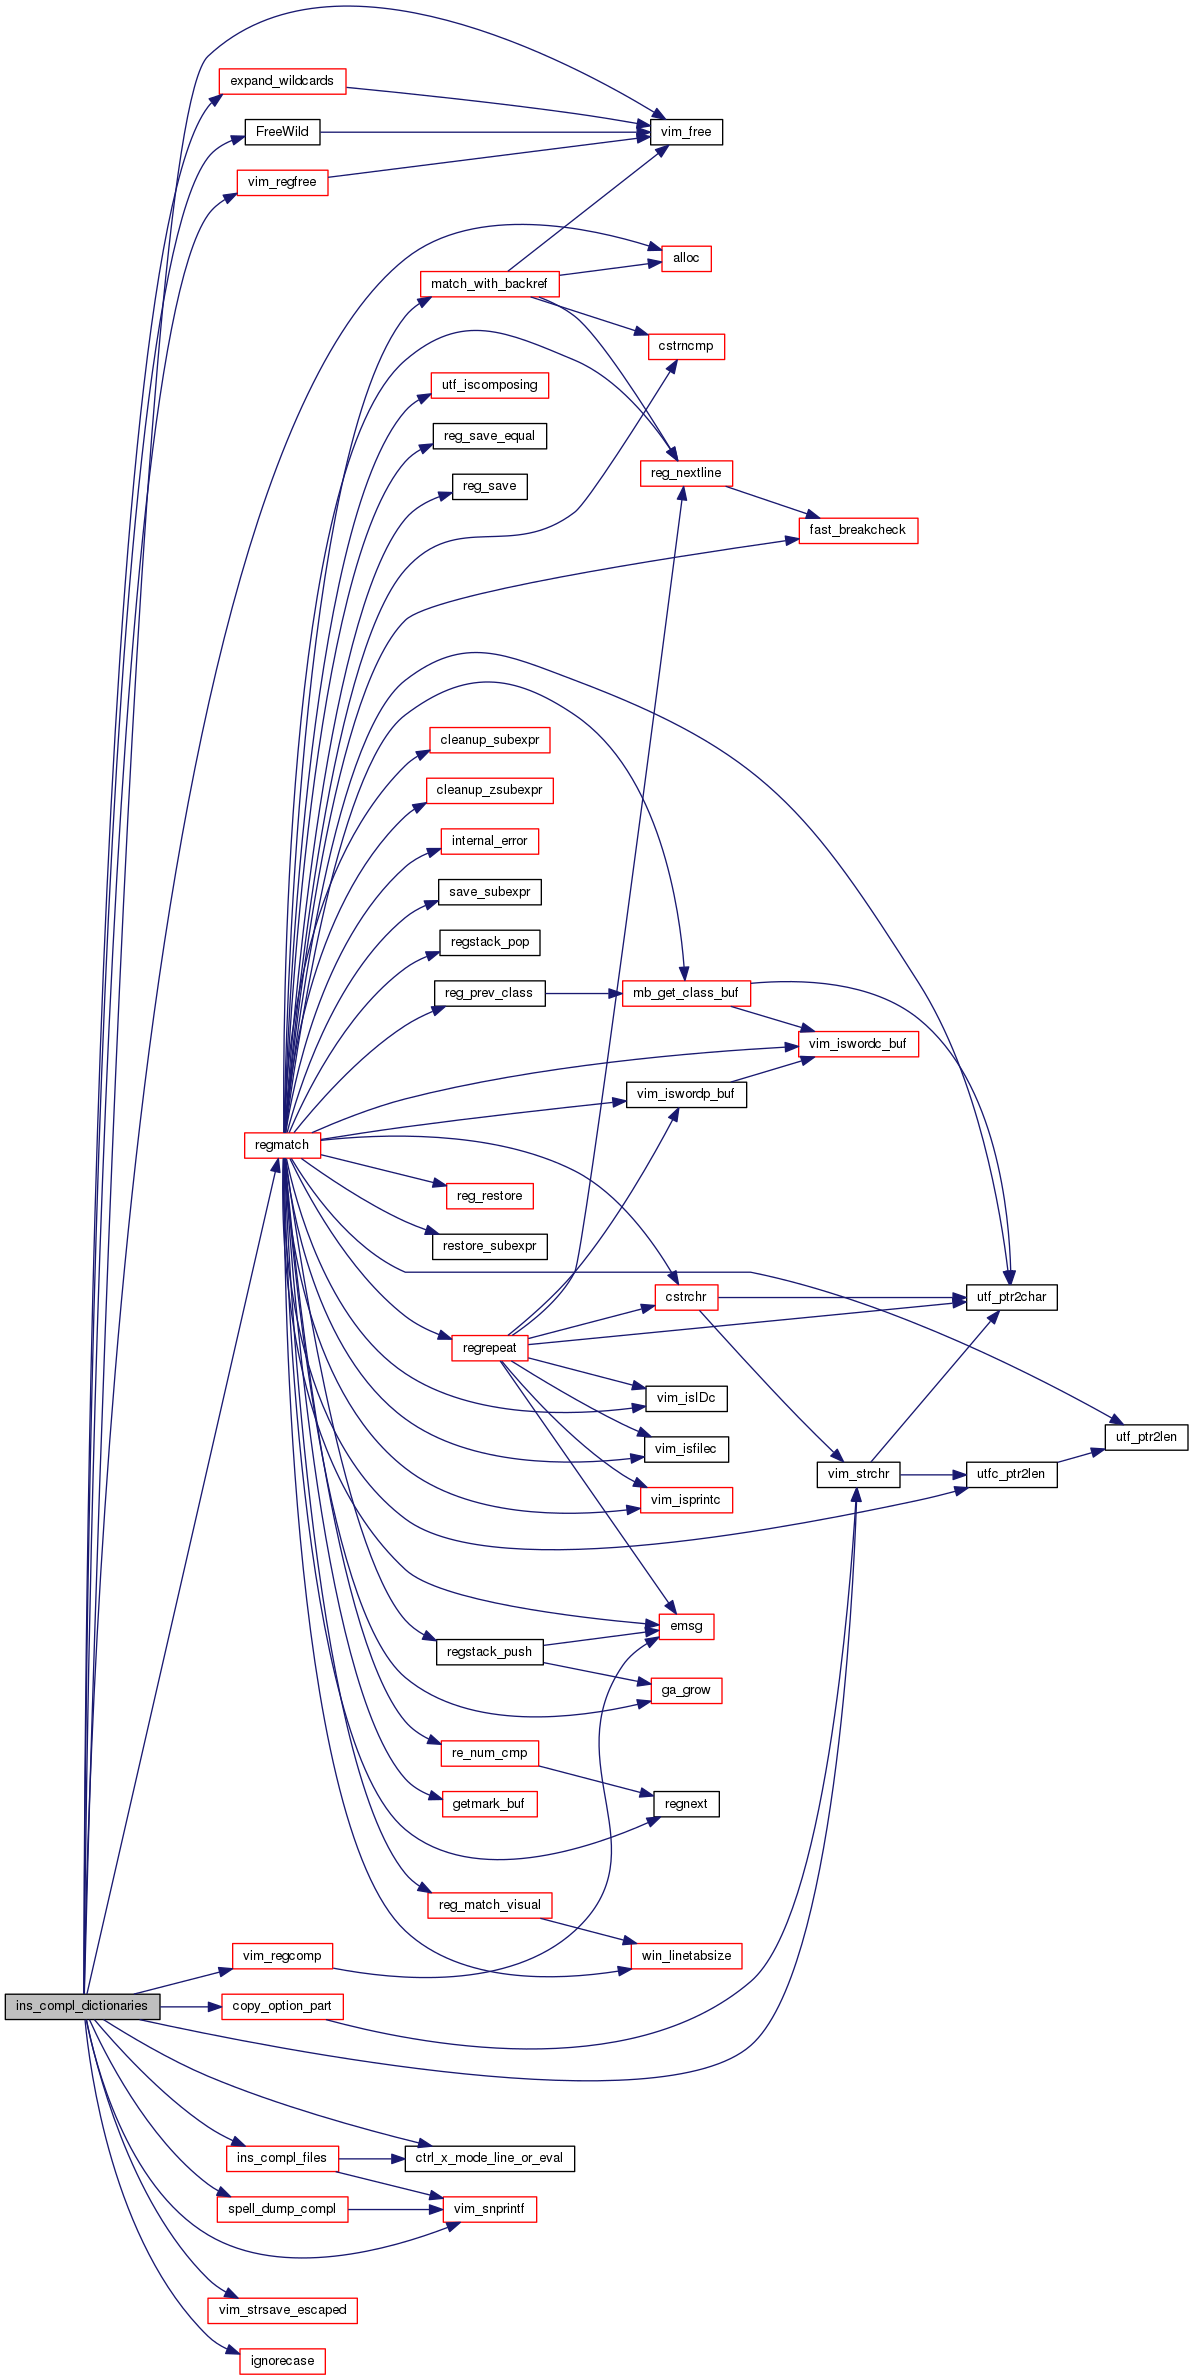 expand_wildcards
FreeWild
vim_free
vim_regfree
alloc
match_with_backref
cstrncmp
utf_iscomposing
reg_save_equal
reg_nextline
reg_save
fast_breakcheck
cleanup_subexpr
cleanup_zsubexpr
internal_error
save_subexpr
regstack_pop
reg_prev_class
mb_get_class_buf
vim_iswordc_buf
vim_iswordp_buf
regmatch
reg_restore
restore_subexpr
cstrchr
utf_ptr2char
regrepeat
vim_isIDc
utf_ptr2len
vim_isfilec
vim_strchr
utfc_ptr2len
vim_isprintc
emsg
regstack_push
ga_grow
re_num_cmp
getmark_buf
regnext
reg_match_visual
vim_regcomp
win_linetabsize
ins_compl_dictionaries
copy_option_part
ins_compl_files
ctrl_x_mode_line_or_eval
spell_dump_compl
vim_snprintf
vim_strsave_escaped
ignorecase